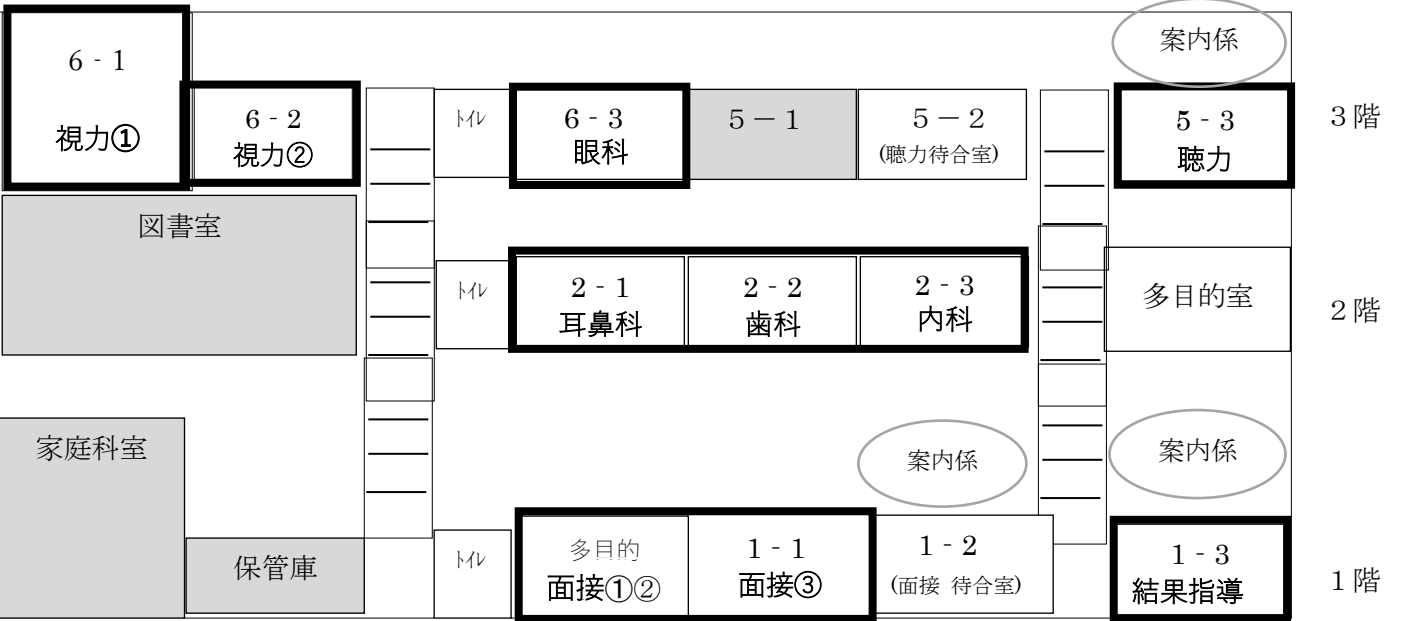 案内係
6‐1
視力①
6‐2
視力②
ﾄｲﾚ
6‐3
眼科
５－１
５－２
(聴力待合室)
5‐3
聴力
３階
図書室
ﾄｲﾚ
2‐1
耳鼻科
2‐2
歯科
2‐3
内科
多目的室
２階
家庭科室
案内係
案内係
保管庫
ﾄｲﾚ
多目的
面接①②
1‐1
面接③
1‐2
(面接 待合室)
1‐3
結果指導
１階